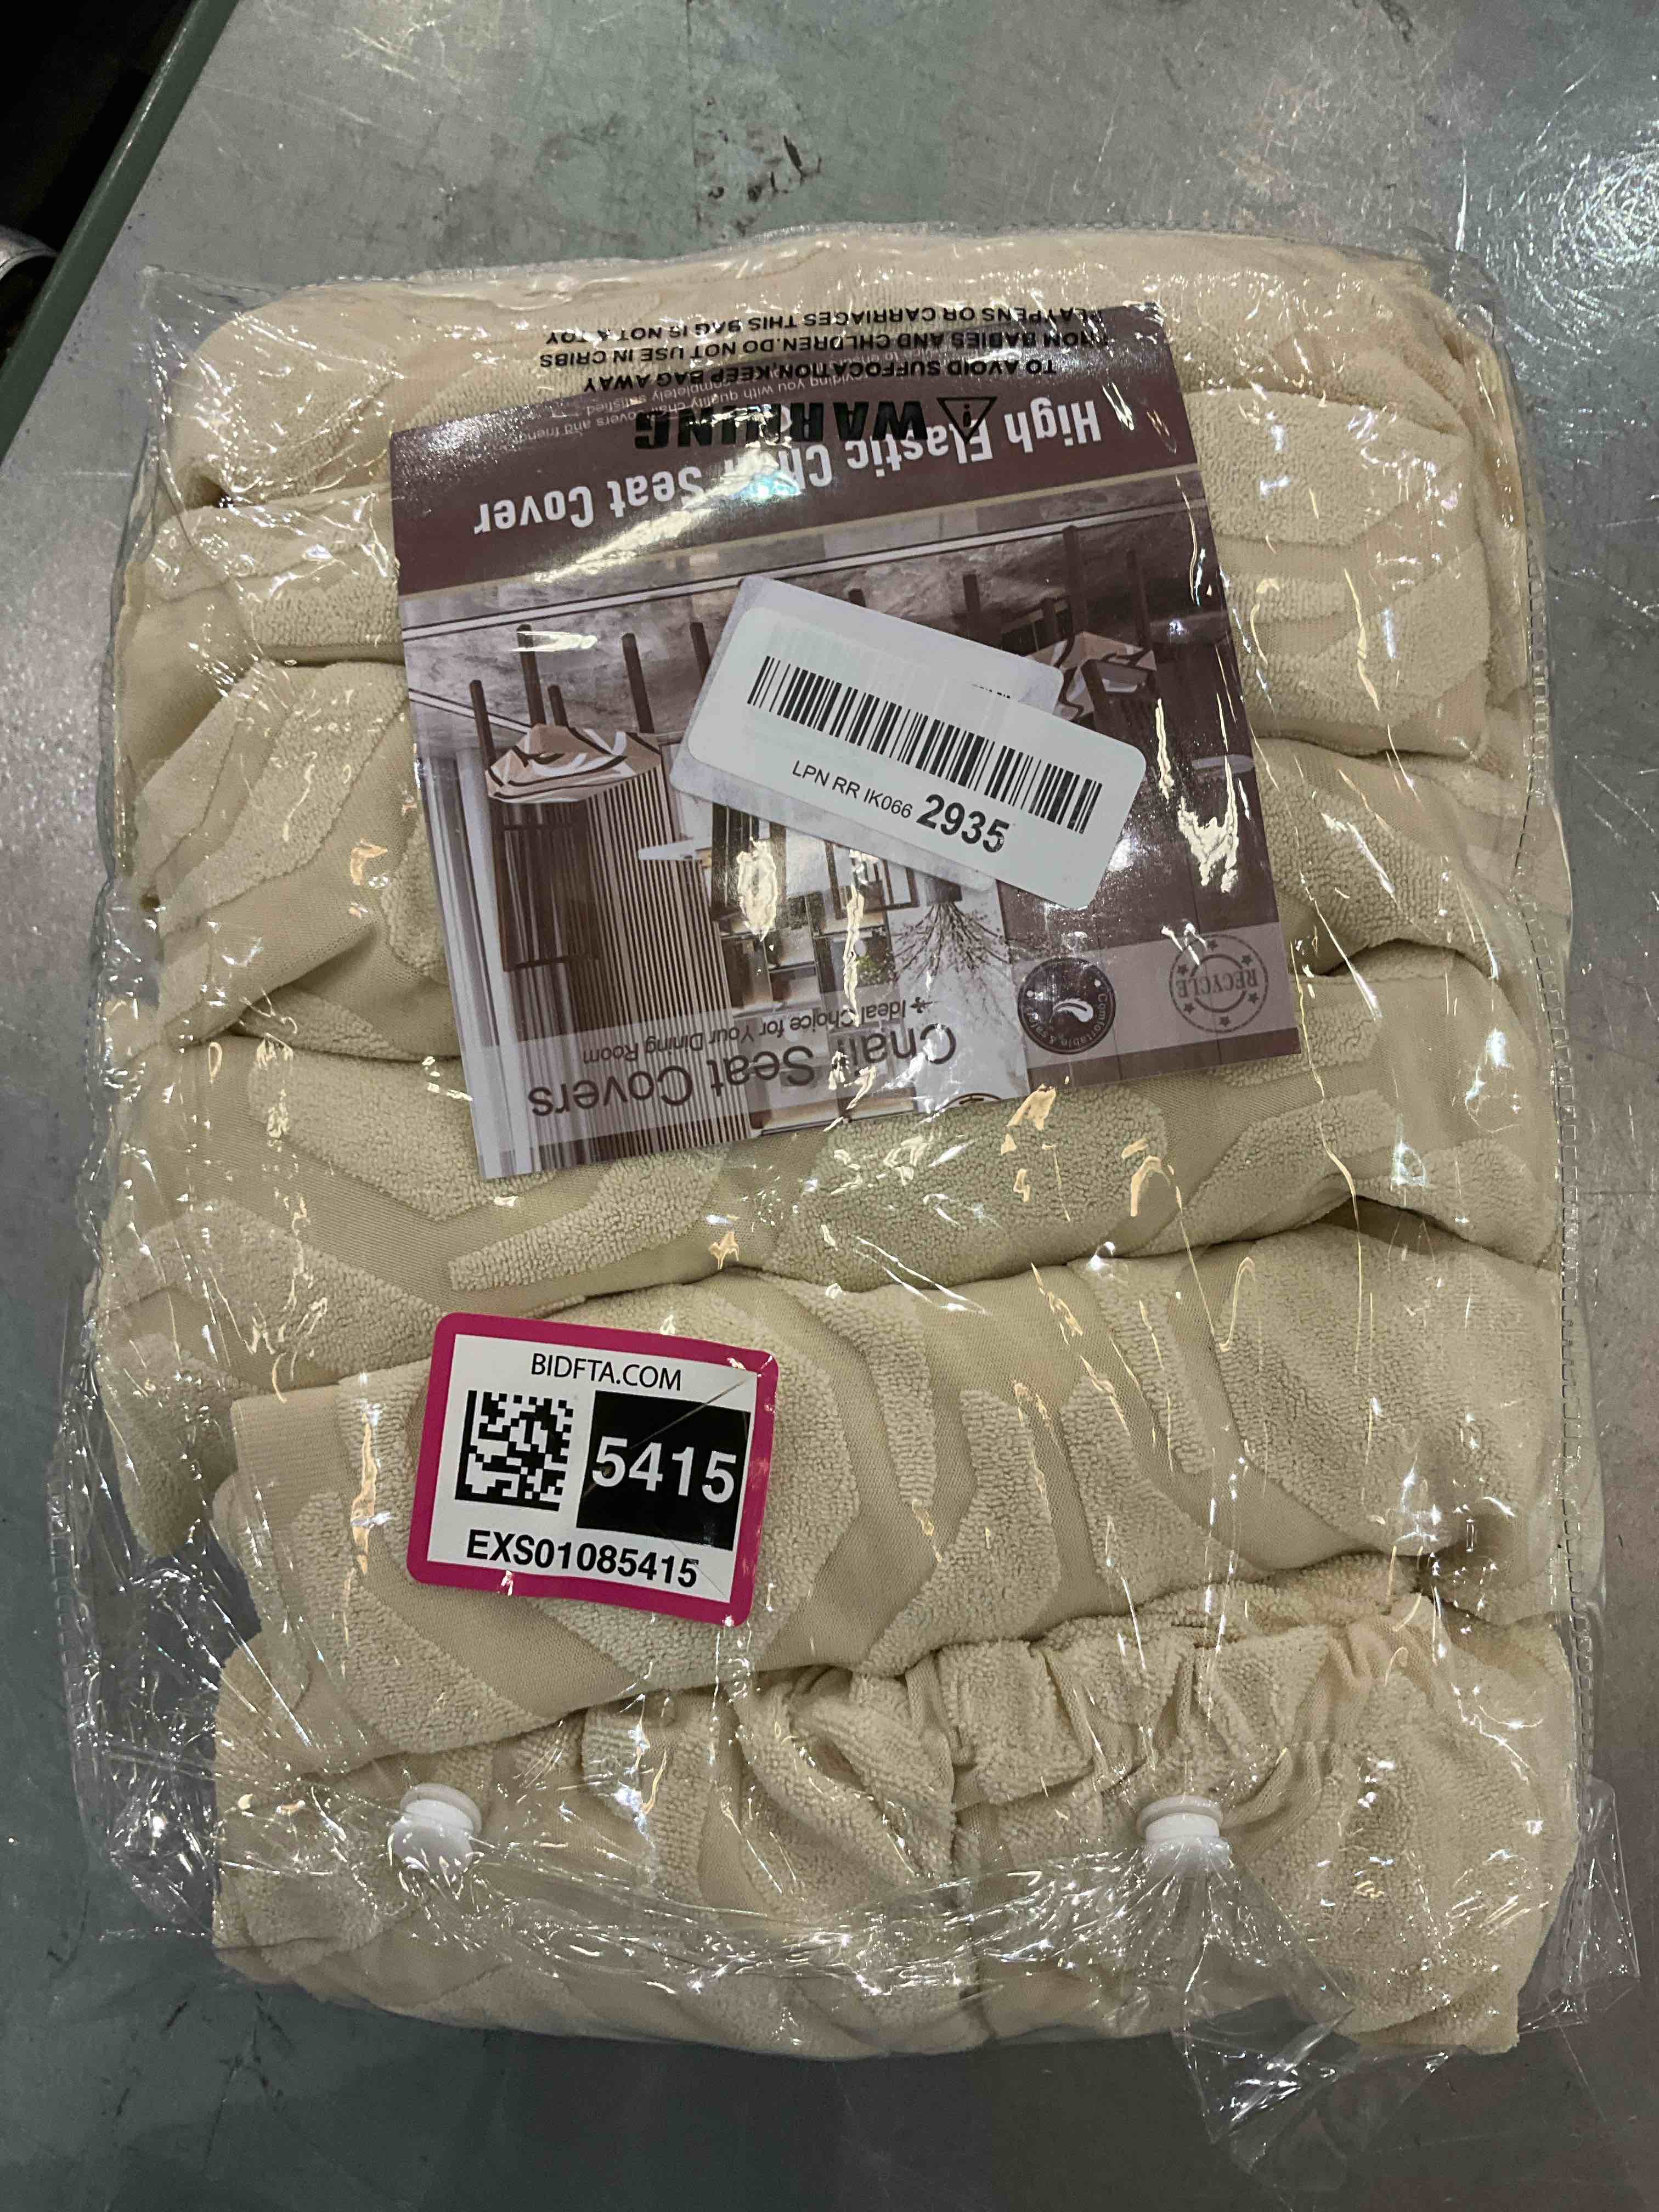 WARNING
TO AVOID SUFFOCATION,KEEP BAG AWAY
FROM BABIES AND CHLDREN.DO NOT USE IN CRIBS
PLAYPENS OR CARRIAGES THIS BAG IS NOT A TOY
High Elastic Chair Seat Cover
LPN RR IK066 2935
Chair Seat Covers
Ideal Choice for Your Dining Room
RECYCLE
BIDFTA.COM
5415
EXS01085415